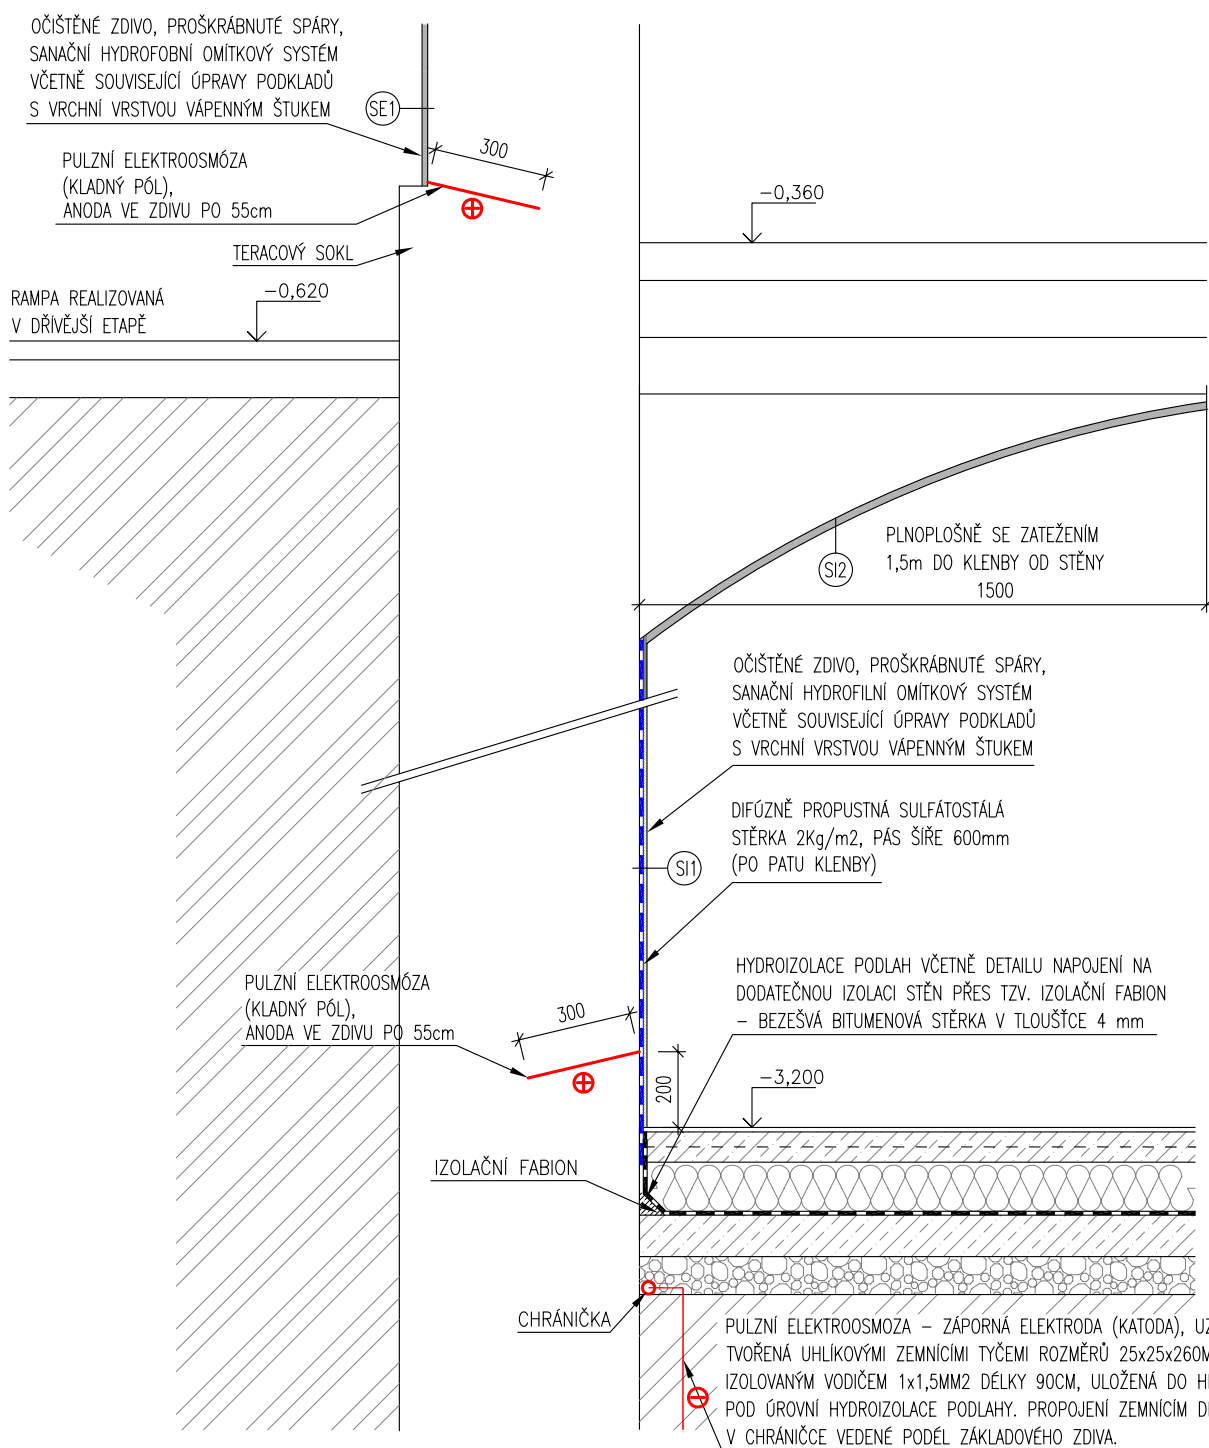 OČIŠTĚNÉ ZDIVO, PROŠKRÁBNUTÉ SPÁRY,
SANAČNÍ HYDROFOBNÍ OMÍTKOVÝ SYSTÉM
VČETNĚ SOUVISEJÍCÍ ÚPRAVY PODKLADŮ
S VRCHNÍ VRSTVOU VÁPENNÝM ŠTUKEM
SE1
300
PULZNÍ ELEKTROOSMÓZA
(KLADNÝ PÓL),
ANODA VE ZDIVU PO 55cm
-0,360
TERACOVÝ SOKL
RAMPA REALIZOVANÁ
V DŘÍVĚJŠÍ ETAPĚ
-0,620
PLNOPLOŠNĚ SE ZATEŽENÍM
1,5m DO KLENBY OD STĚNY
1500
SI2
OČIŠTĚNÉ ZDIVO, PROŠKRÁBNUTÉ SPÁRY,
SANAČNÍ HYDROFILNÍ OMÍTKOVÝ SYSTÉM
VČETNĚ SOUVISEJÍCÍ ÚPRAVY PODKLADŮ
S VRCHNÍ VRSTVOU VÁPENNÝM ŠTUKEM
DIFÚZNĚ PROPUSTNÁ SULFÁTOSTÁLÁ
STĚRKA 2Kg/m2, PÁS ŠÍŘE 600mm
(PO PATU KLENBY)
SI1
HYDROIZOLACE PODLAH VČETNĚ DETAILU NAPOJENÍ NA
DODATEČNOU IZOLACI STĚN PŘES TZV. IZOLAČNÍ FABION
- BEZEŠVÁ BITUMENOVÁ STĚRKA V TLOUŠŤCE 4 mm
PULZNÍ ELEKTROOSMÓZA
(KLADNÝ PÓL),
ANODA VE ZDIVU PO 55cm
300
200
-3,200
IZOLAČNÍ FABION
CHRÁNIČKA
PULZNÍ ELEKTROOSMOZA - ZÁPORNÁ ELEKTRODA (KATODA),
TVOŘENÁ UHLÍKOVÝMI ZEMNÍCÍMI TYČEMI ROZMĚRŮ 25x25x260M
IZOLOVANÝM VODIČEM 1x1,5MM2 DÉLKY 90CM, ULOŽENÁ DO
POD ÚROVNÍ HYDROIZOLACE PODLAHY. PROPOJENÍ ZEMNÍCÍM
V CHRÁNIČCE VEDENÉ PODÉL ZÁKLADOVÉHO ZDIVA.